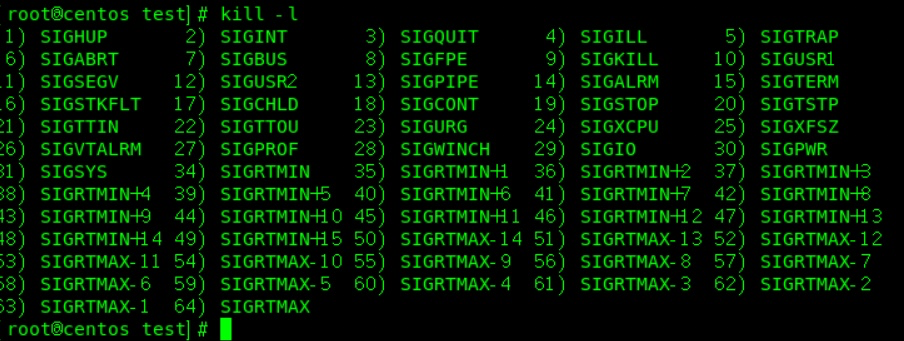 [root@centos test]# kill -l
1) SIGHUP 2) SIGINT 3) SIGQUIT 4) SIGILL 5) SIGTRAP
6) SIGABRT 7) SIGBUS 8) SIGFPE 9) SIGKILL 10) SIGUSR1
11) SIGSEGV 12) SIGUSR2 13) SIGPIPE 14) SIGALRM 15) SIGTERM
16) SIGSTKFLT 17) SIGCHLD 18) SIGCONT 19) SIGSTOP 20) SIGTSTP
21) SIGTTIN 22) SIGTTOU 23) SIGURG 24) SIGXCPU 25) SIGXFSZ
26) SIGVTALRM 27) SIGPROF 28) SIGWINCH 29) SIGIO 30) SIGPWR
31) SIGSYS 34) SIGRTMIN 35) SIGRTMIN+1 36) SIGRTMIN+2 37) SIGRTMIN+3
38) SIGRTMIN+4 39) SIGRTMIN+5 40) SIGRTMIN+6 41) SIGRTMIN+7 42) SIGRTMIN+8
43) SIGRTMIN+9 44) SIGRTMIN+10 45) SIGRTMIN+11 46) SIGRTMIN+12 47) SIGRTMIN+13
48) SIGRTMIN+14 49) SIGRTMIN+15 50) SIGRTMAX-14 51) SIGRTMAX-13 52) SIGRTMAX-12
53) SIGRTMAX-11 54) SIGRTMAX-10 55) SIGRTMAX-9 56) SIGRTMAX-8 57) SIGRTMAX-7
58) SIGRTMAX-6 59) SIGRTMAX-5 60) SIGRTMAX-4 61) SIGRTMAX-3 62) SIGRTMAX-2
63) SIGRTMAX-1 64) SIGRTMAX
[root@centos test]#